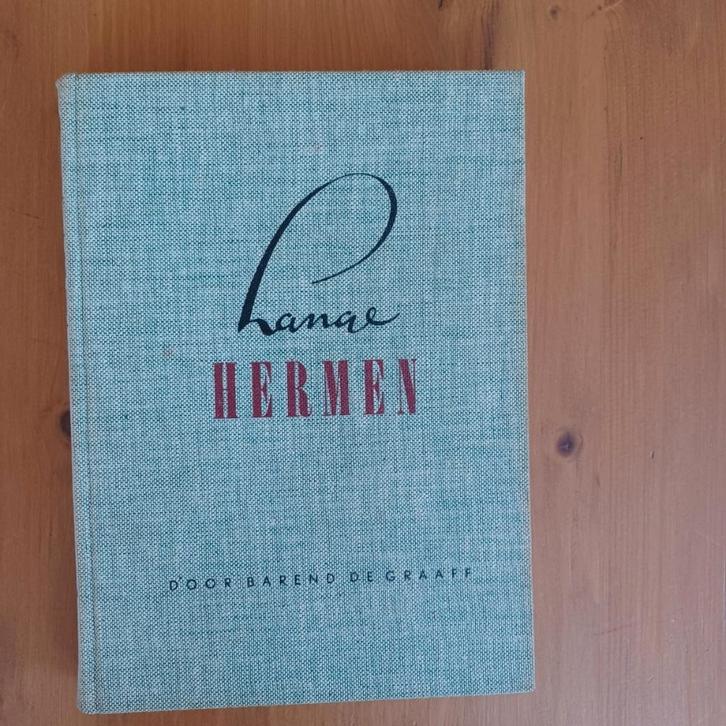 Lange
HERMEN
DOOR BAREND DE GRAAFF